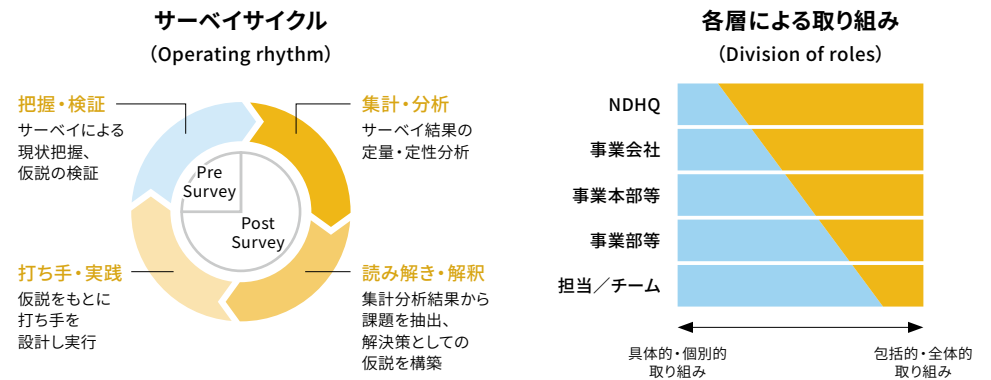 サーベイサイクル
（Operating rhythm）
把握・検証
サーベイによる
現状把握、
仮説の検証
集計・分析
サーベイ結果の
定量・定性分析
Pre
Survey
Post
Survey
打ち手・実践
仮説をもとに
打ち手を
設計し実行
読み解き・解釈
集計分析結果から
課題を抽出、
解決策としての
仮説を構築
各層による取り組み
（Division of roles）
NDHQ
事業会社
事業本部等
事業部等
担当／チーム
具体的・個別的
取り組み
包括的・全体的
取り組み